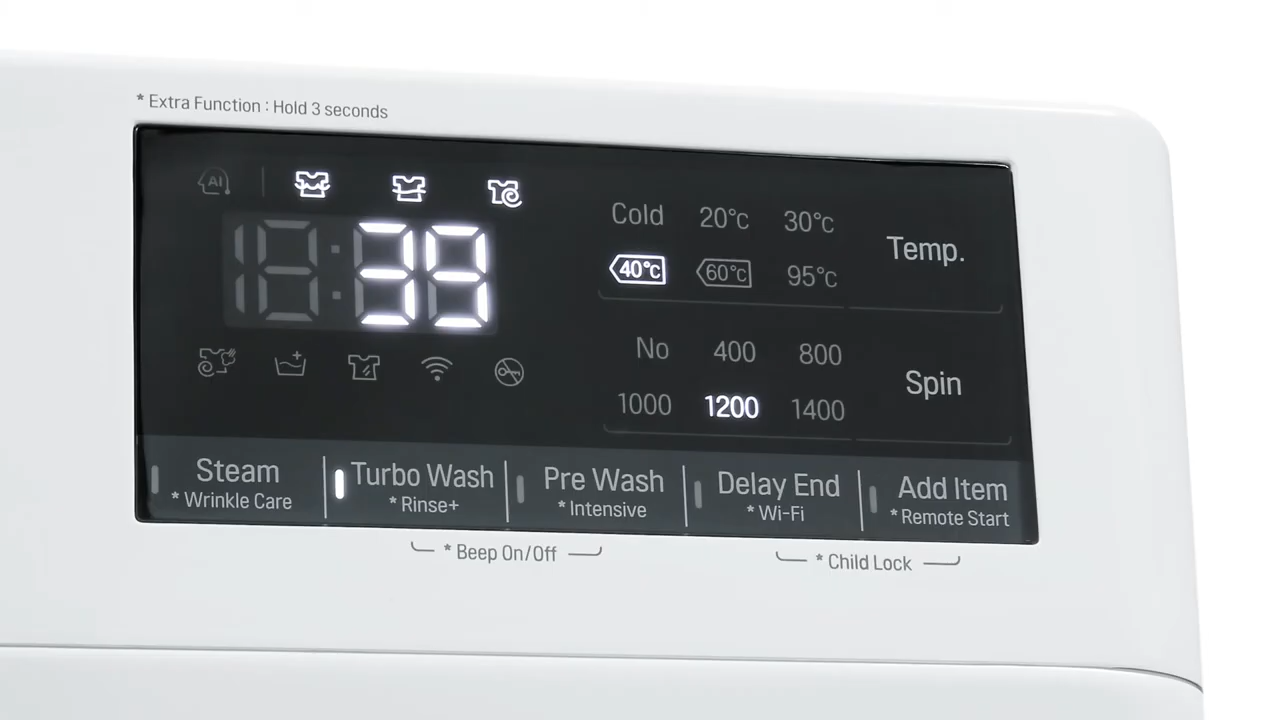 * Extra Function : Hold 3 seconds
AI
39
Cold 20°c 30°c
40°c 60°c 95°c
Temp.
No 400 800
1000 1200 1400
Spin
Steam
* Wrinkle Care
Turbo Wash
* Rinse+
Pre Wash
* Intensive
Delay End
* Wi-Fi
Add Item
* Remote Start
* Beep On/Off
* Child Lock